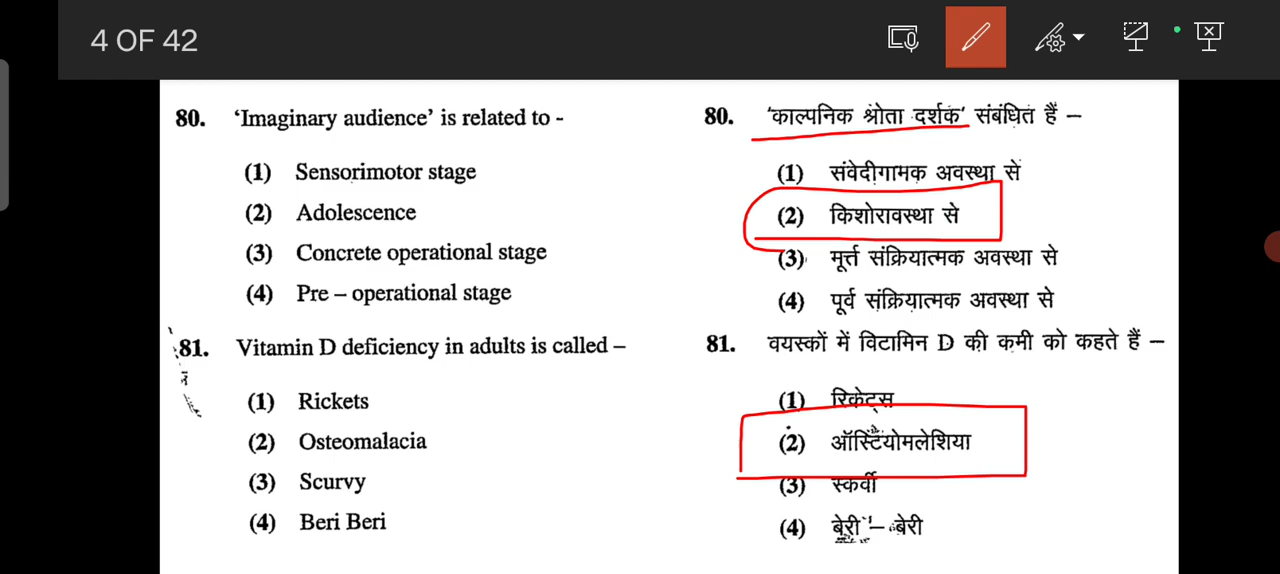 4 OF 42
80. ‘Imaginary audience’ is related to -
(1) Sensorimotor stage
(2) Adolescence
(3) Concrete operational stage
(4) Pre – operational stage
81. Vitamin D deficiency in adults is called –
(1) Rickets
(2) Osteomalacia
(3) Scurvy
(4) Beri Beri
80. ‘काल्पनिक श्रोता दर्शक’ संबंधित हैं –
(1) संवेदीगामक अवस्था से
(2) किशोरावस्था से
(3) मूर्त्त संक्रियात्मक अवस्था से
(4) पूर्व संक्रियात्मक अवस्था से
81. वयस्कों में विटामिन D की कमी को कहते हैं –
(1) रिकेट्स
(2) ऑस्टियोमलेशिया
(3) स्कर्वी
(4) बेरी – बेरी